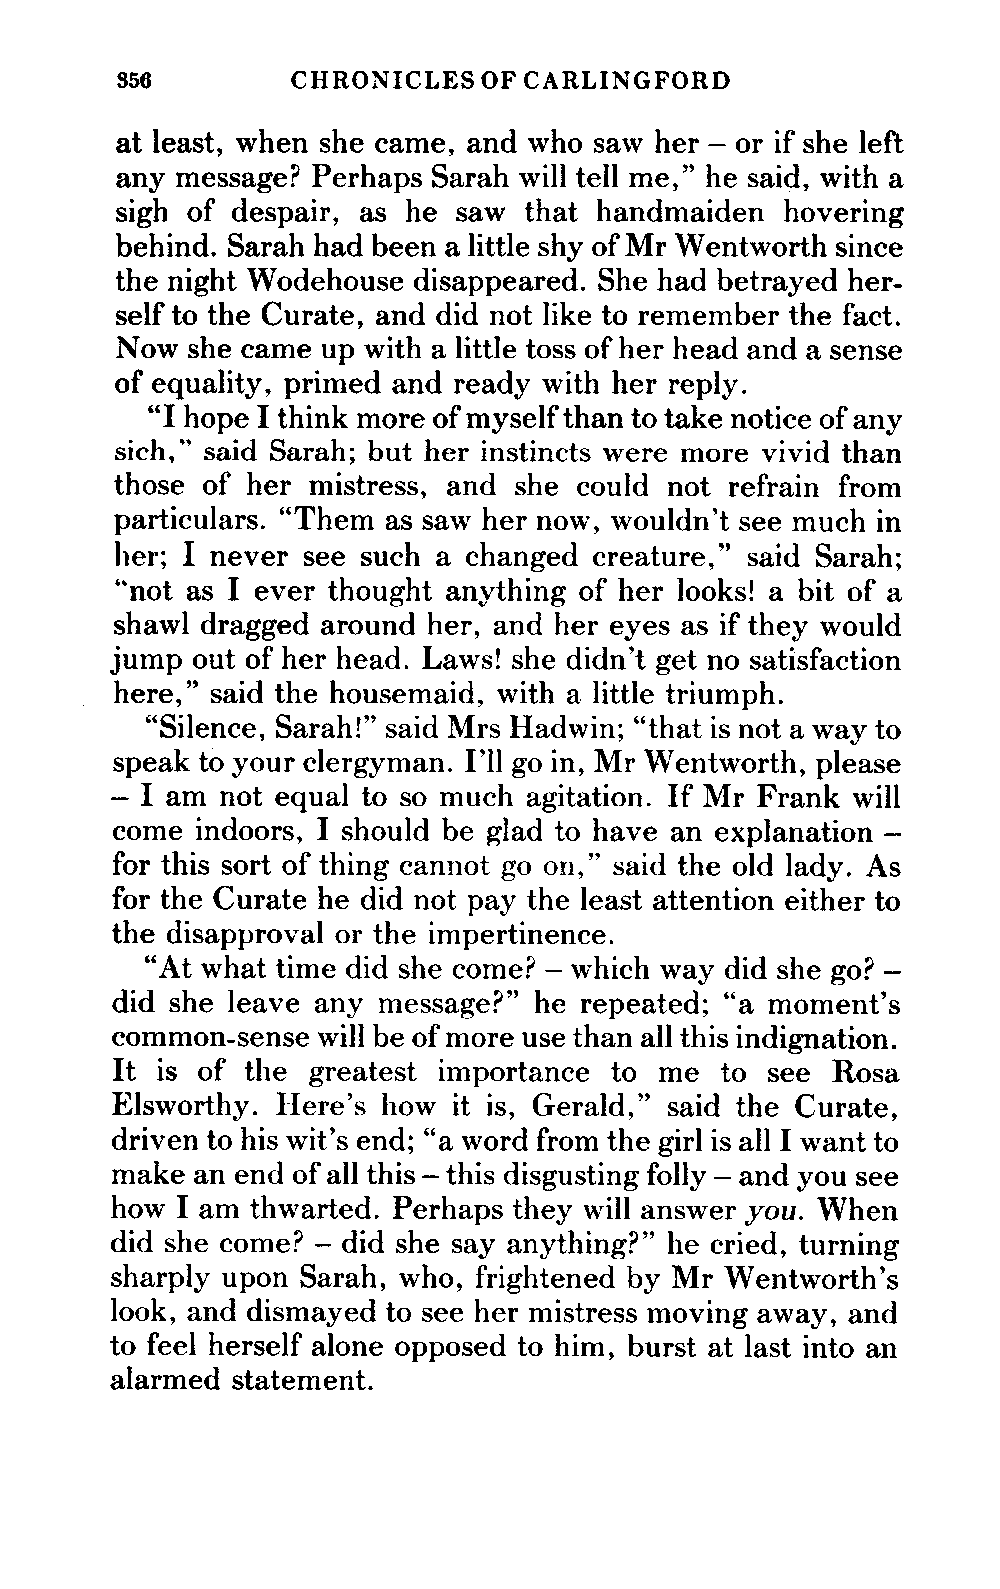 356 CHRONICLES OF CARLINGFORD
at least, when she came, and who saw her – or if she left
any message? Perhaps Sarah will tell me,” he said, with a
sigh of despair, as he saw that handmaiden hovering
behind. Sarah had been a little shy of Mr Wentworth since
the night Wodehouse disappeared. She had betrayed her-
self to the Curate, and did not like to remember the fact.
Now she came up with a little toss of her head and a sense
of equality, primed and ready with her reply.
“I hope I think more of myself than to take notice of any
sich,” said Sarah; but her instincts were more vivid than
those of her mistress, and she could not refrain from
particulars. “Them as saw her now, wouldn’t see much in
her; I never see such a changed creature,” said Sarah;
“not as I ever thought anything of her looks! a bit of a
shawl dragged around her, and her eyes as if they would
jump out of her head. Laws! she didn’t get no satisfaction
here,” said the housemaid, with a little triumph.
“Silence, Sarah!” said Mrs Hadwin; “that is not a way to
speak to your clergyman. I’ll go in, Mr Wentworth, please
– I am not equal to so much agitation. If Mr Frank will
come indoors, I should be glad to have an explanation –
for this sort of thing cannot go on,” said the old lady. As
for the Curate he did not pay the least attention either to
the disapproval or the impertinence.
“At what time did she come? – which way did she go? –
did she leave any message?” he repeated; “a moment’s
common-sense will be of more use than all this indignation.
It is of the greatest importance to me to see Rosa
Elsworthy. Here’s how it is, Gerald,” said the Curate,
driven to his wit’s end; “a word from the girl is all I want to
make an end of all this – this disgusting folly – and you see
how I am thwarted. Perhaps they will answer you. When
did she come? – did she say anything?” he cried, turning
sharply upon Sarah, who, frightened by Mr Wentworth’s
look, and dismayed to see her mistress moving away, and
to feel herself alone opposed to him, burst at last into an
alarmed statement.